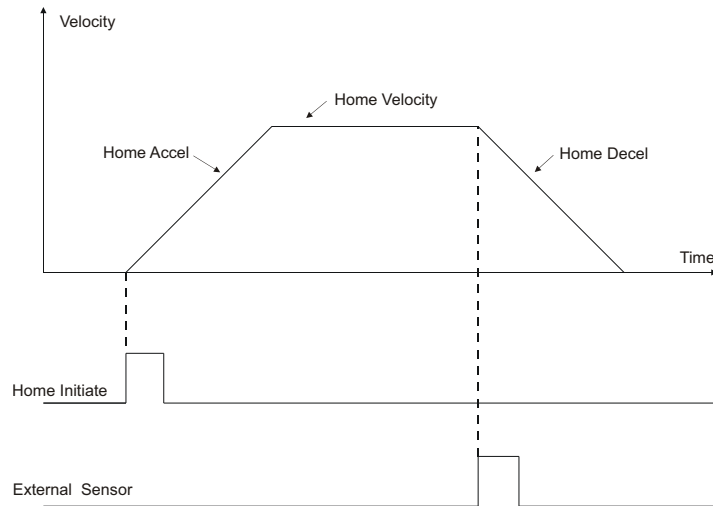 Velocity
Home Velocity
Home Accel
Home Decel
Time
Home Initiate
External Sensor